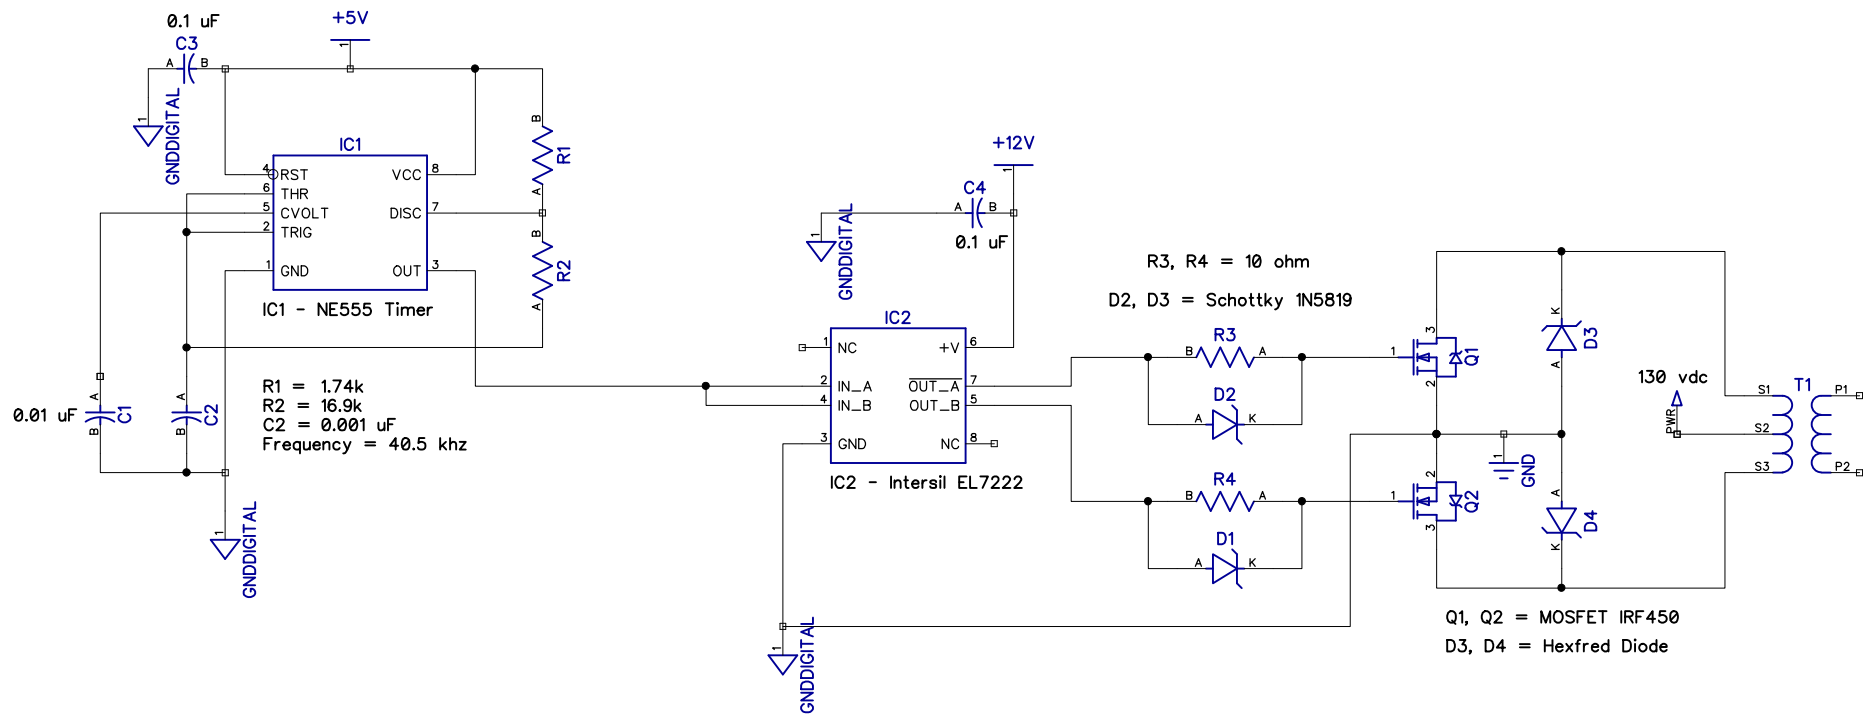 0.1 uF
C3
A
B
+5V
1
1
GNDDIGITAL
IC1
4
RST
VCC
8
6
THR
5
CVOLT
DISC
7
2
TRIG
1
GND
OUT
3
IC1 - NE555 Timer
B
R1
A
B
R2
A
R1 = 1.74k
R2 = 16.9k
C2 = 0.001 uF
Frequency = 40.5 khz
0.01 uF
A
C1
B
A
C2
B
1
GNDDIGITAL
+12V
1
C4
A
B
0.1 uF
1
GNDDIGITAL
IC2
1
NC
+V
6
2
IN_A
OUT_A
7
4
IN_B
OUT_B
5
3
GND
NC
8
IC2 - Intersil EL7222
1
GNDDIGITAL
R3, R4 = 10 ohm
D2, D3 = Schottky 1N5819
R3
B
A
D2
A
K
R4
B
A
D1
A
K
3
1
Q1
2
K
D3
A
2
1
Q2
3
A
D4
K
1
GND
130 vdc
PWR
T1
S1
S2
S3
P1
P2
Q1, Q2 = MOSFET IRF450
D3, D4 = Hexfred Diode